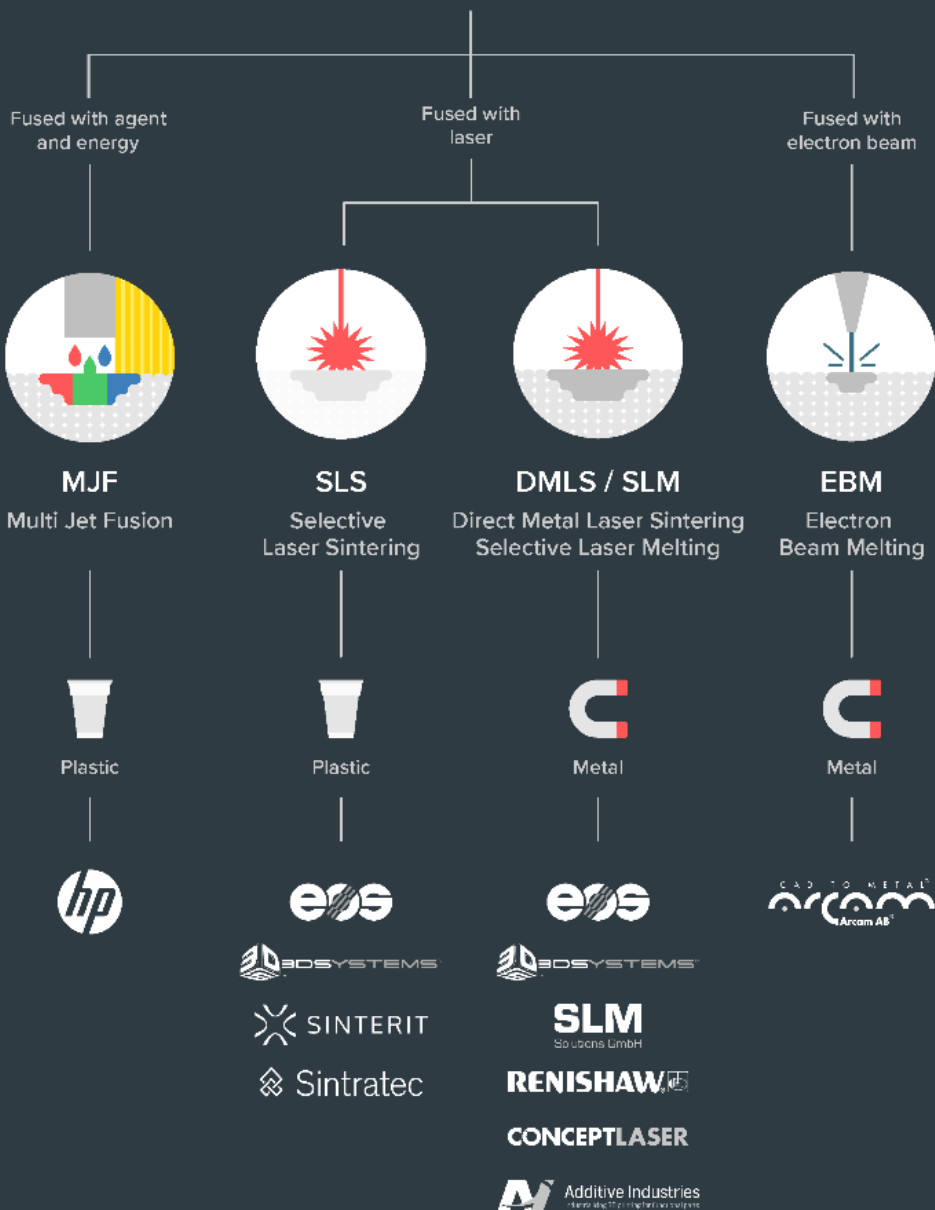 Fused with agent
and energy
Fused with
laser
Fused with
electron beam
MJF
Multi Jet Fusion
SLS
Selective
Laser Sintering
DMLS / SLM
Direct Metal Laser Sintering
Selective Laser Melting
EBM
Electron
Beam Melting
Plastic
Plastic
Metal
Metal
hp
eos
3DSYSTEMS
SINTERIT
Sintratec
eos
3DSYSTEMS
SLM
Solutions GmbH
RENISHAW
CONCEPTLASER
Additive Industries
CAD TO METAL®
arcam
Arcam AB®